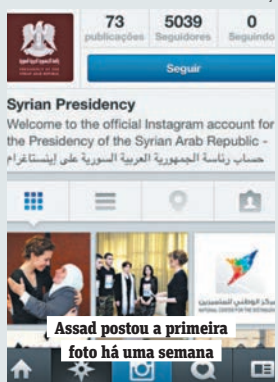 73 5039 0
publicações Seguidores Seguindo
Seguir
Syrian Presidency
Welcome to the official Instagram account for
the Presidency of the Syrian Arab Republic -
حساب رئاسة الجمهورية العربية السورية على إينستاغرام
Assad postou a primeira
foto há uma semana